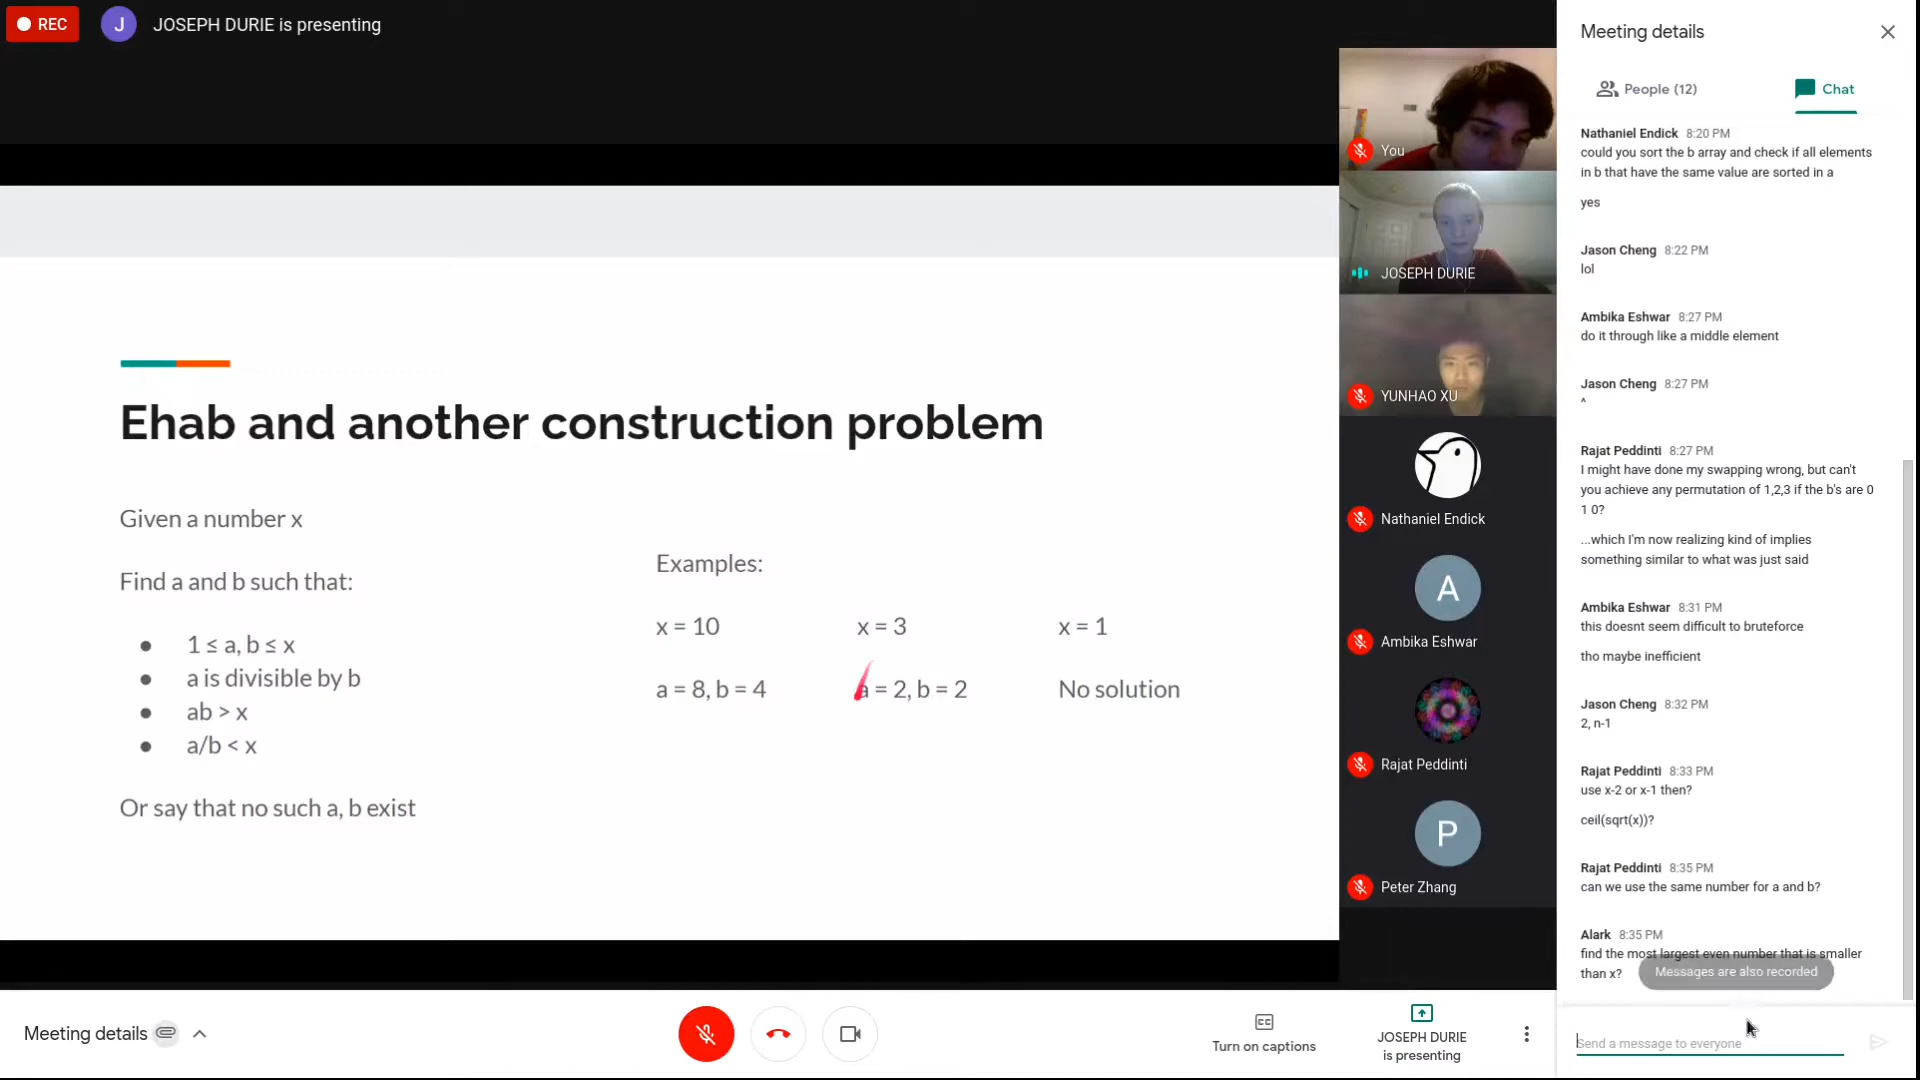 REC
J
JOSEPH DURIE is presenting
Ehab and another construction problem
Given a number x
Find a and b such that:
● 1 ≤ a, b ≤ x
● a is divisible by b
● ab > x
● a/b < x
Or say that no such a, b exist
Examples:
x = 10 x = 3 x = 1
a = 8, b = 4 a = 2, b = 2 No solution
You
JOSEPH DURIE
YUNHAO XU
Nathaniel Endick
A
Ambika Eshwar
Rajat Peddinti
P
Peter Zhang
Meeting details
People (12) Chat
Nathaniel Endick 8:20 PM
could you sort the b array and check if all elements
in b that have the same value are sorted in a
yes
Jason Cheng 8:22 PM
lol
Ambika Eshwar 8:27 PM
do it through like a middle element
Jason Cheng 8:27 PM
^
Rajat Peddinti 8:27 PM
I might have done my swapping wrong, but can't
you achieve any permutation of 1,2,3 if the b's are 0
1 0?
...which I'm now realizing kind of implies
something similar to what was just said
Ambika Eshwar 8:31 PM
this doesnt seem difficult to bruteforce
tho maybe inefficient
Jason Cheng 8:32 PM
2, n-1
Rajat Peddinti 8:33 PM
use x-2 or x-1 then?
ceil(sqrt(x))?
Rajat Peddinti 8:35 PM
can we use the same number for a and b?
Alark 8:35 PM
find the most largest even number that is smaller
than x?
Messages are also recorded
Send a message to everyone
Meeting details
CC
Turn on captions
JOSEPH DURIE
is presenting